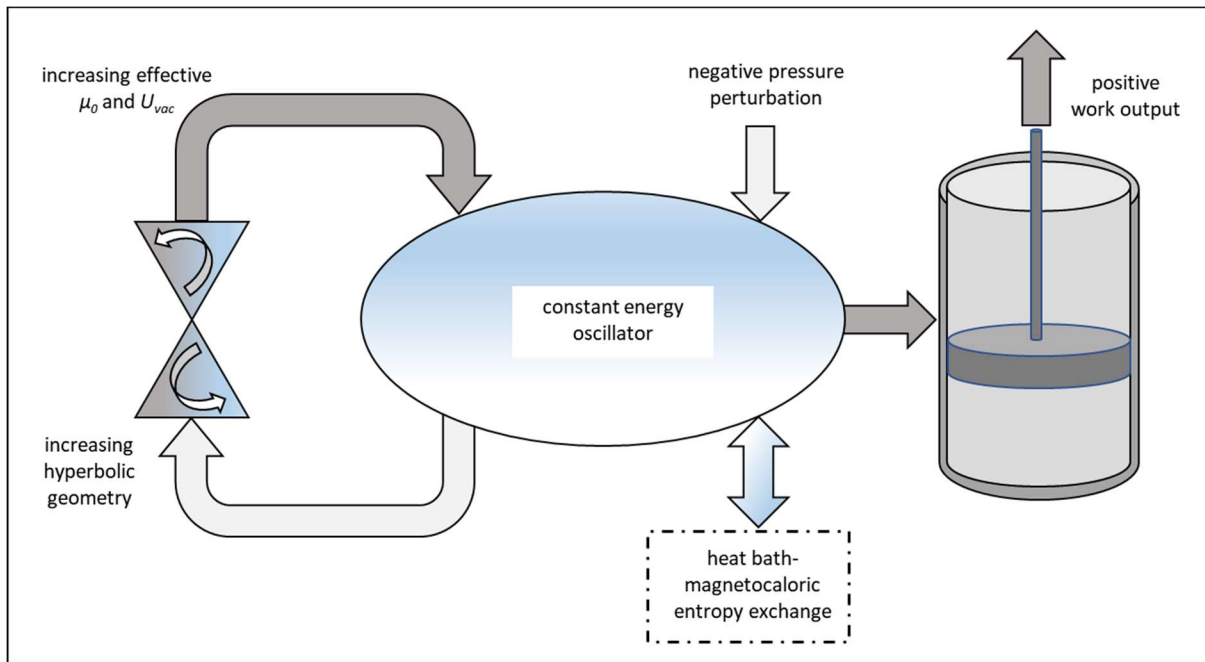 increasing effective
μ0 and Uvac
negative pressure
perturbation
positive
work output
constant energy
oscillator
increasing
hyperbolic
geometry
heat bath-
magnetocaloric
entropy exchange